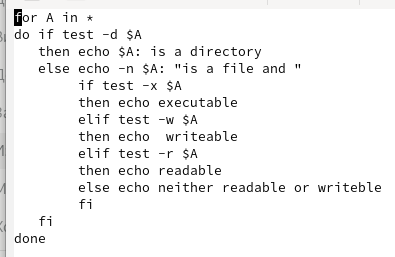 for A in *
do if test -d $A
   then echo $A: is a directory
   else echo -n $A: "is a file and "
        if test -x $A
        then echo executable
        elif test -w $A
        then echo  writeable
        elif test -r $A
        then echo readable
        else echo neither readable or writeble
        fi
   fi
done